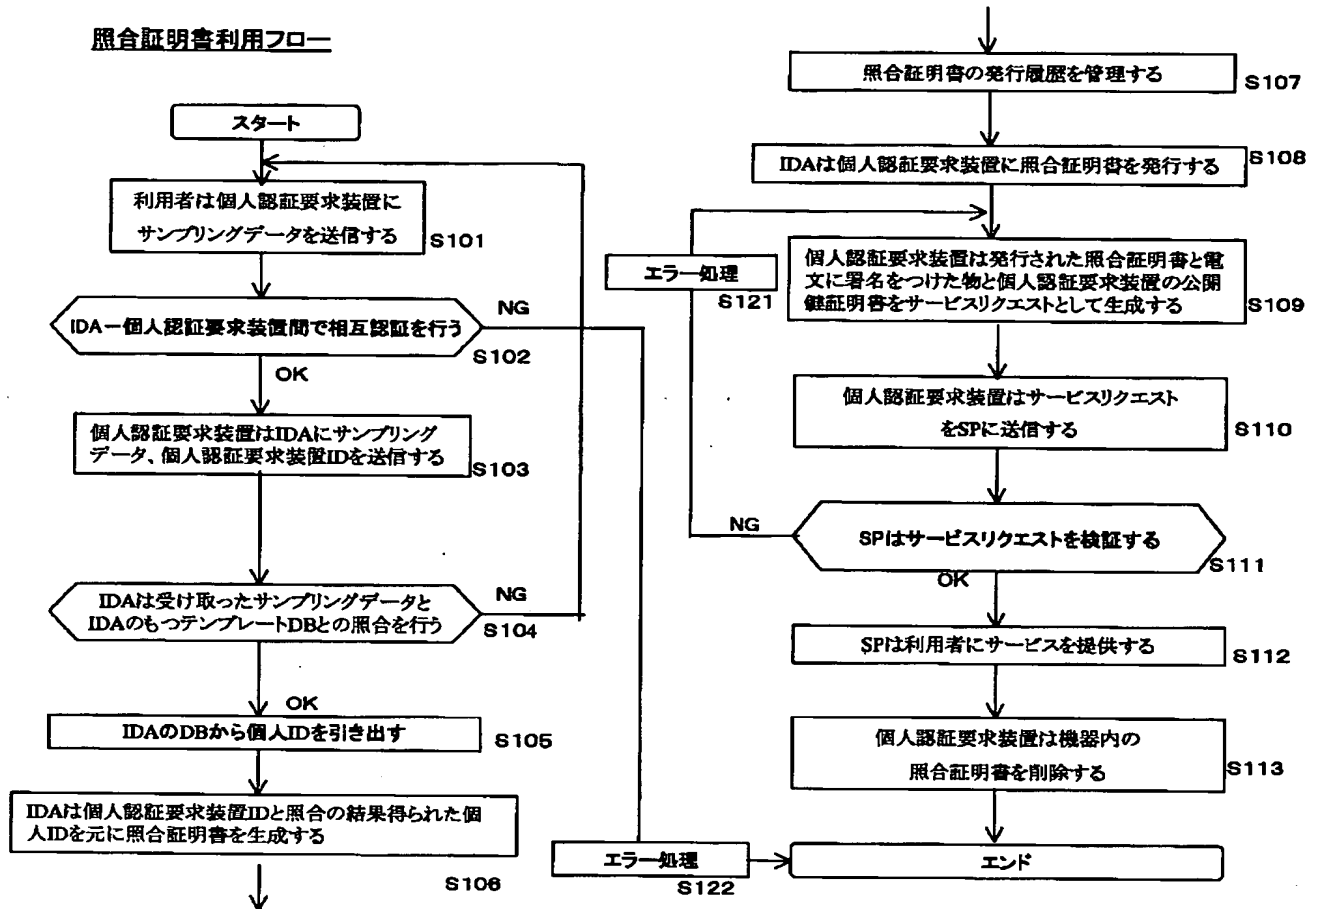 照合証明書利用フロー
スタート
利用者は個人認証要求装置に
サンプリングデータを送信する
S101
IDAー個人認証要求装置間で相互認証を行う
NG
S102
OK
個人認証要求装置はIDAにサンプリング
データ、個人認証要求装置IDを送信する
S103
IDAは受け取ったサンプリングデータと
IDAのもつテンプレートDBとの照合を行う
NG
S104
OK
IDAのDBから個人IDを引き出す
S105
IDAは個人認証要求装置IDと照合の結果得られた個
人IDを元に照合証明書を生成する
S106
照合証明書の発行履歴を管理する
S107
IDAは個人認証要求装置に照合証明書を発行する
S108
エラー処理
S121
個人認証要求装置は発行された照合証明書と電
文に署名をつけた物と個人認証要求装置の公開
鍵証明書をサービスリクエストとして生成する
S109
個人認証要求装置はサービスリクエスト
をSPに送信する
S110
NG
SPはサービスリクエストを検証する
S111
OK
SPは利用者にサービスを提供する
S112
個人認証要求装置は機器内の
照合証明書を削除する
S113
エラー処理
S122
エンド